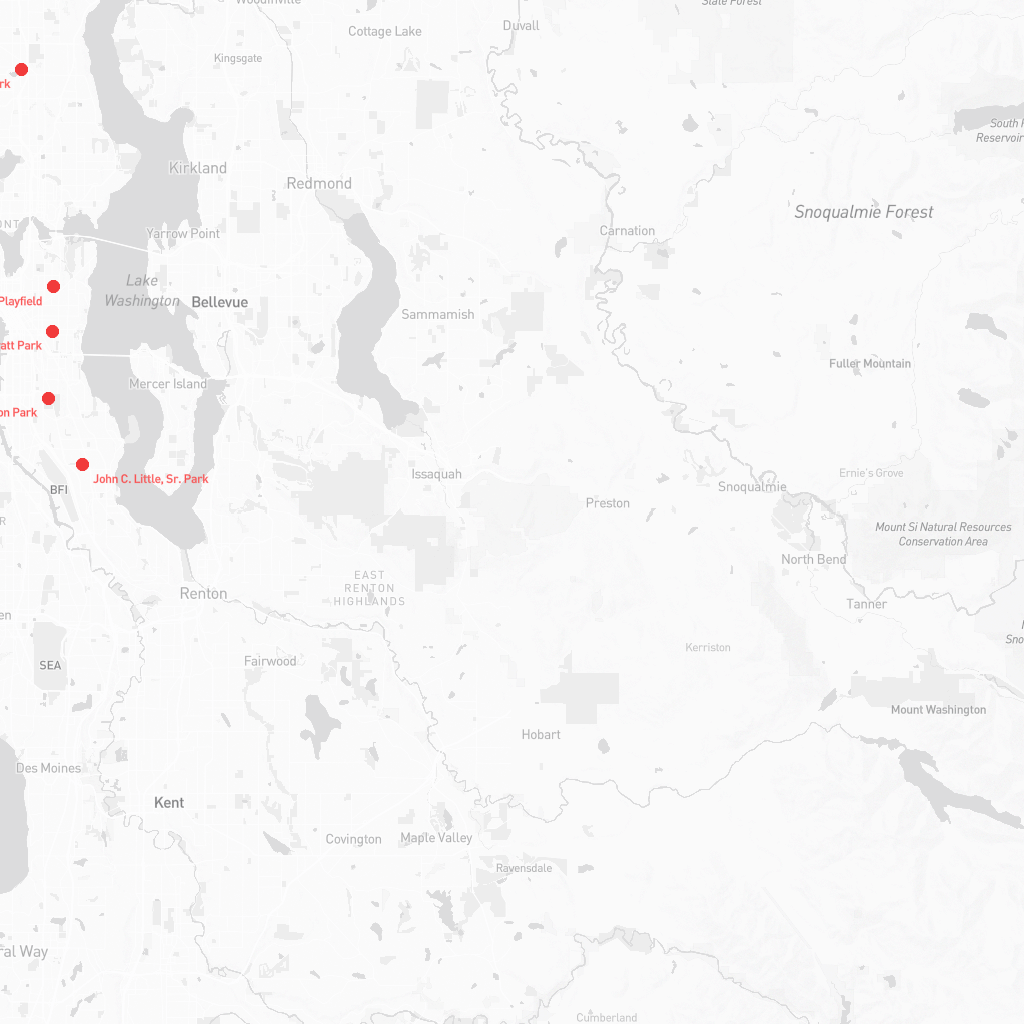 Woodinville
State Forest
Duvall
Cottage Lake
Kingsgate
rk
South F
Reservoir
Kirkland
Redmond
Snoqualmie Forest
ONT
Yarrow Point
Carnation
Lake
Washington
Bellevue
Playfield
Sammamish
att Park
Fuller Mountain
Mercer Island
on Park
John C. Little, Sr. Park
Issaquah
Ernie's Grove
BFI
Snoqualmie
Preston
R
Mount Si Natural Resources
Conservation Area
North Bend
EAST
RENTON
HIGHLANDS
Renton
Tanner
en
Sno
Kerriston
Fairwood
SEA
Mount Washington
Hobart
Des Moines
Kent
Covington
Maple Valley
Ravensdale
ral Way
Cumberland